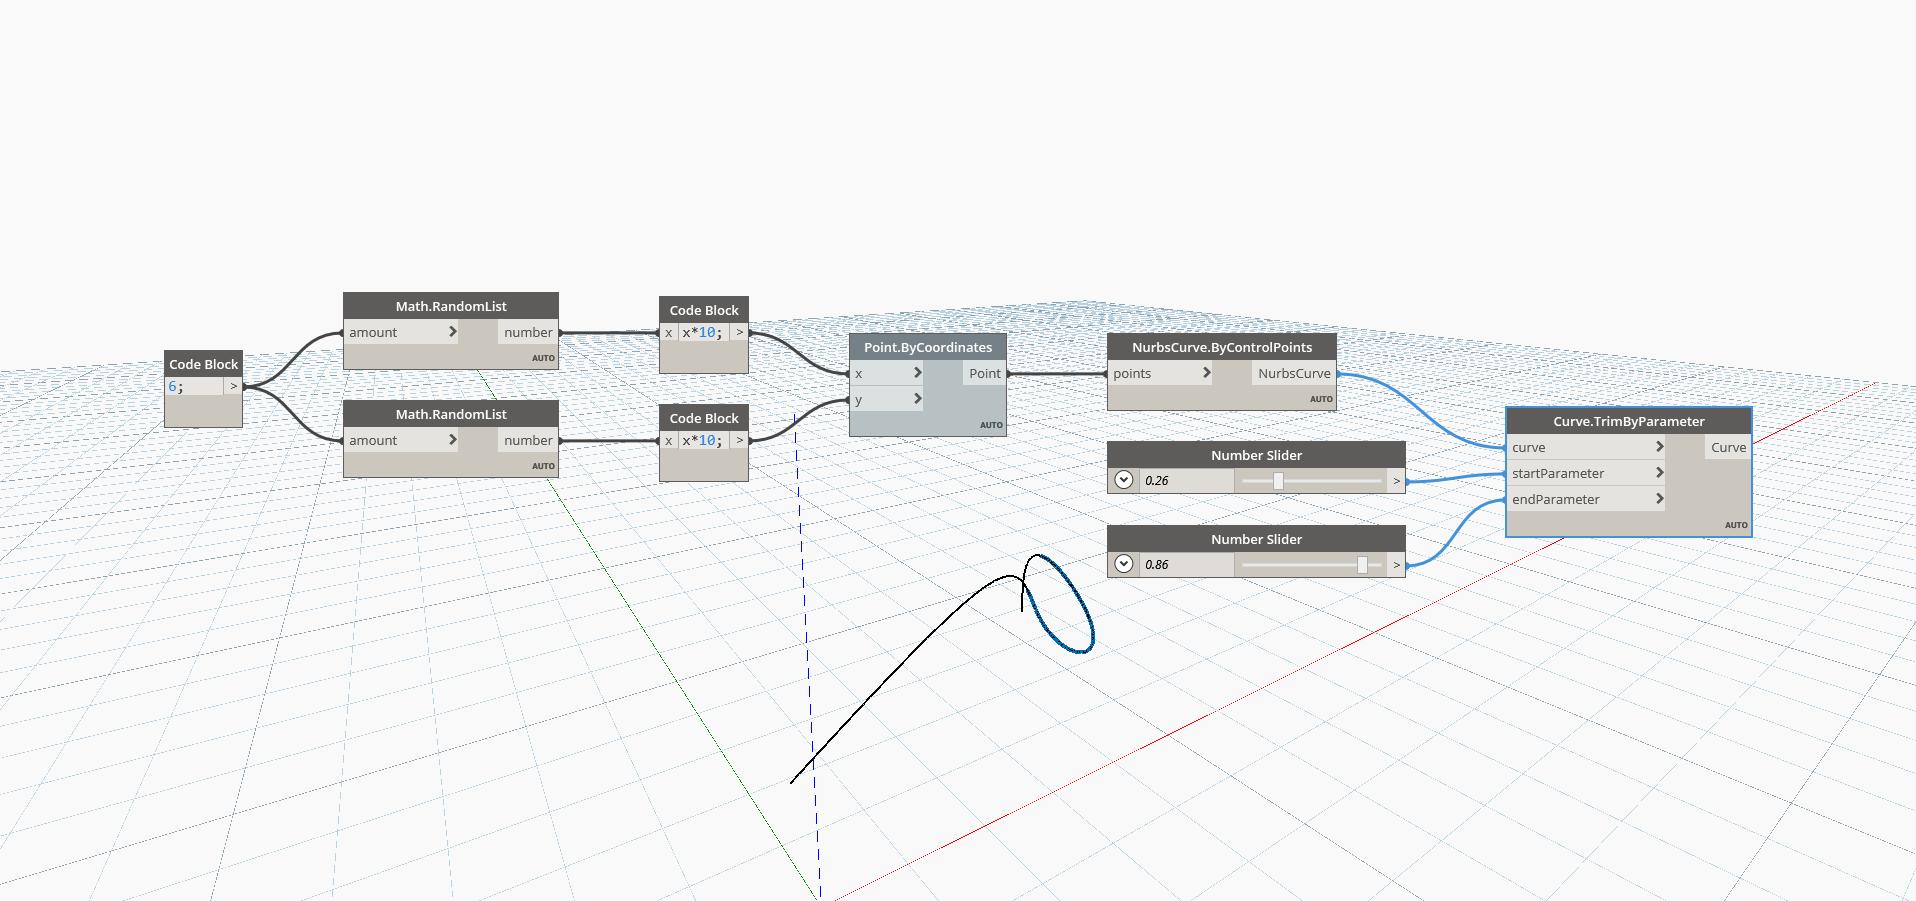 Code Block
6; >
Math.RandomList
amount > number
AUTO
Math.RandomList
amount > number
AUTO
Code Block
x x*10; >
Code Block
x x*10; >
Point.ByCoordinates
x > Point
y >
AUTO
NurbsCurve.ByControlPoints
points > NurbsCurve
AUTO
Number Slider
0.26 >
Number Slider
0.86 >
Curve.TrimByParameter
curve > Curve
startParameter >
endParameter >
AUTO